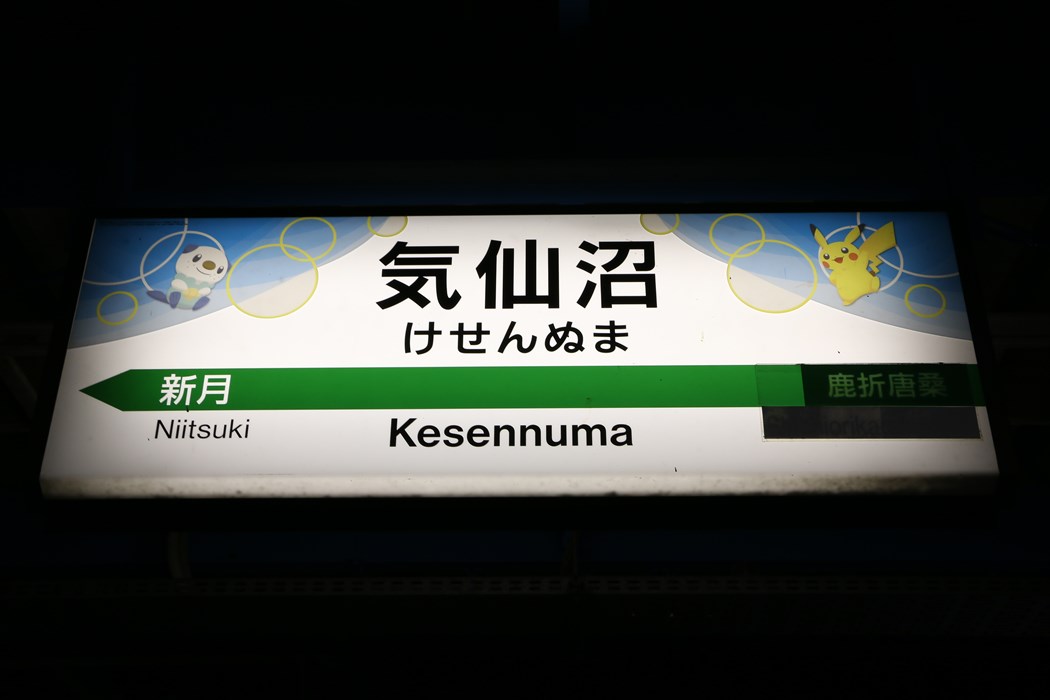 気仙沼
けせんぬま
新月
鹿折唐桑
Niitsuki
Kesennuma